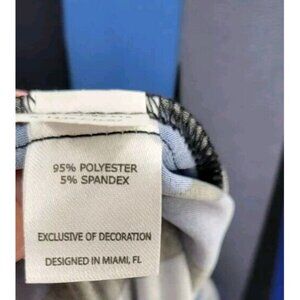 95% POLYESTER
5% SPANDEX
EXCLUSIVE OF DECORATION
DESIGNED IN MIAMI, FL